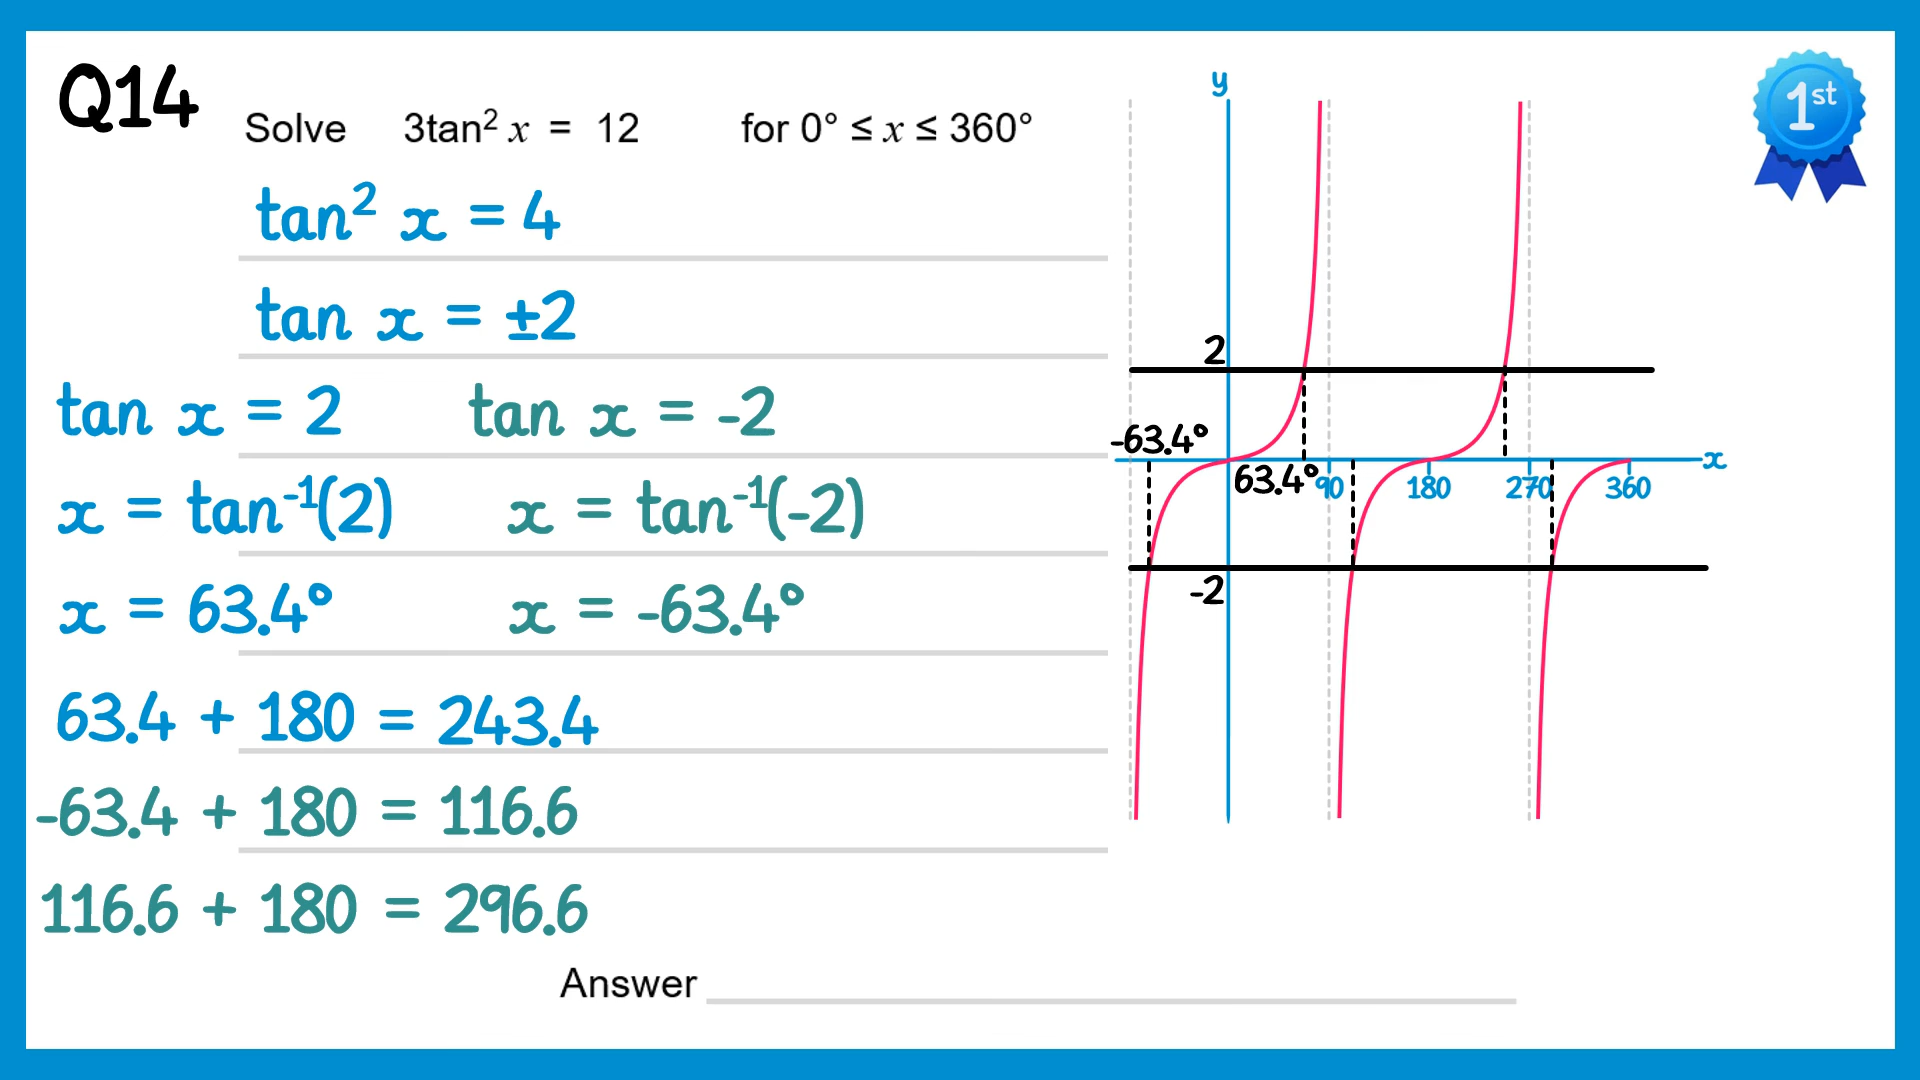 Q14
Solve 3tan² x = 12 for 0° ≤ x ≤ 360°
1st
tan² x = 4
tan x = ±2
tan x = 2 tan x = -2
x = tan⁻¹(2) x = tan⁻¹(-2)
x = 63.4° x = -63.4°
63.4 + 180 = 243.4
-63.4 + 180 = 116.6
116.6 + 180 = 296.6
Answer
y
2
-63.4°
x
63.4° 90 180 270 360
-2